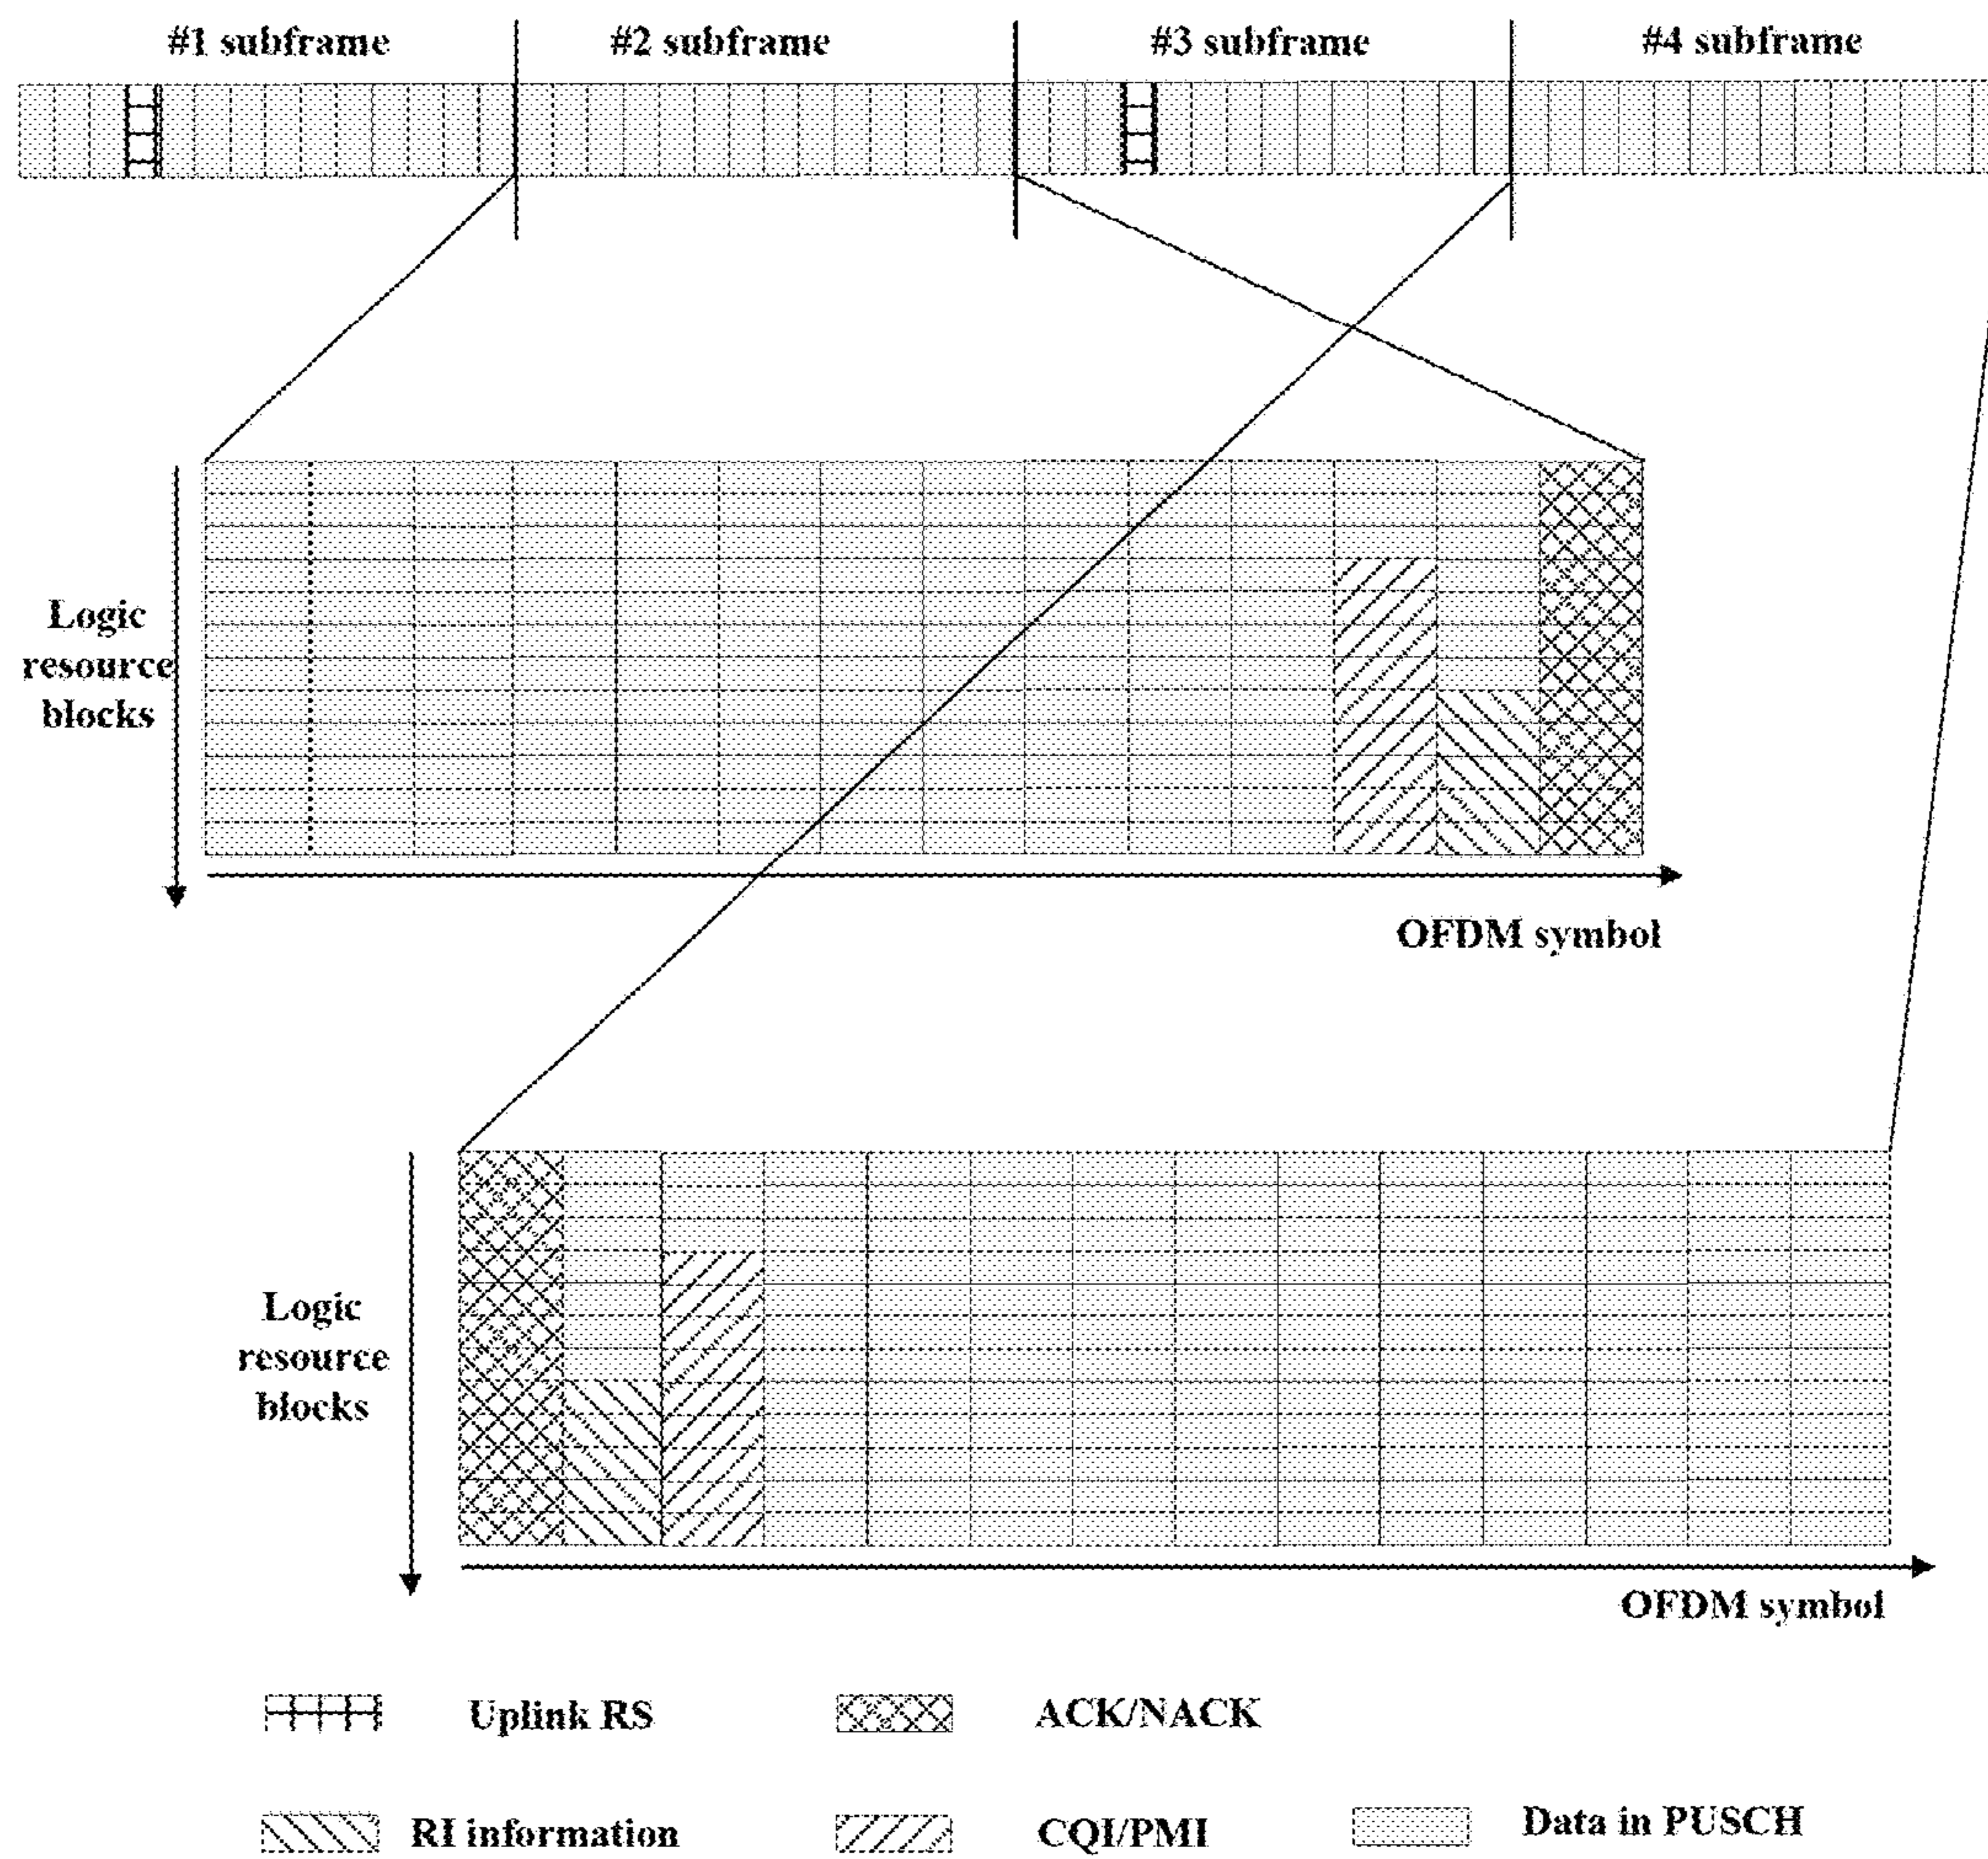 #1 subframe
#2 subframe
#3 subframe
#4 subframe
Logic
resource
blocks
OFDM symbol
Logic
resource
blocks
OFDM symbol
Uplink RS
ACK/NACK
RI information
CQI/PMI
Data in PUSCH